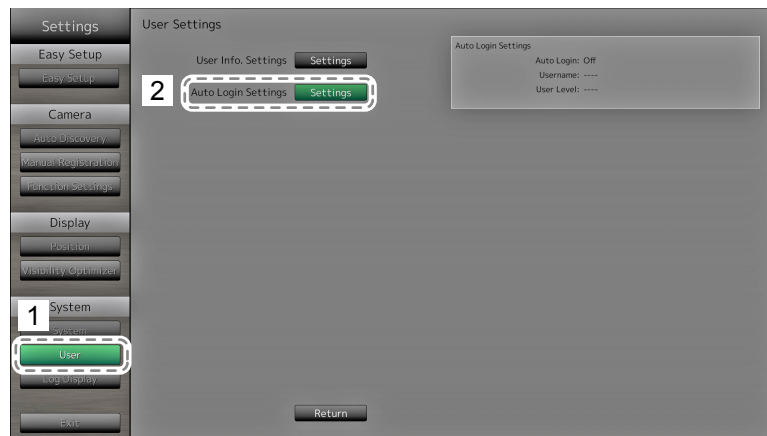 Settings
Easy Setup
Easy Setup
Camera
Auto Discovery
Manual Registration
Function Settings
Display
Position
Visibility Optimizer
System
1
System
User
Log Display
Exit
User Settings
User Info. Settings Settings
2 Auto Login Settings Settings
Return
Auto Login Settings
Auto Login: Off
Username: ----
User Level: ----